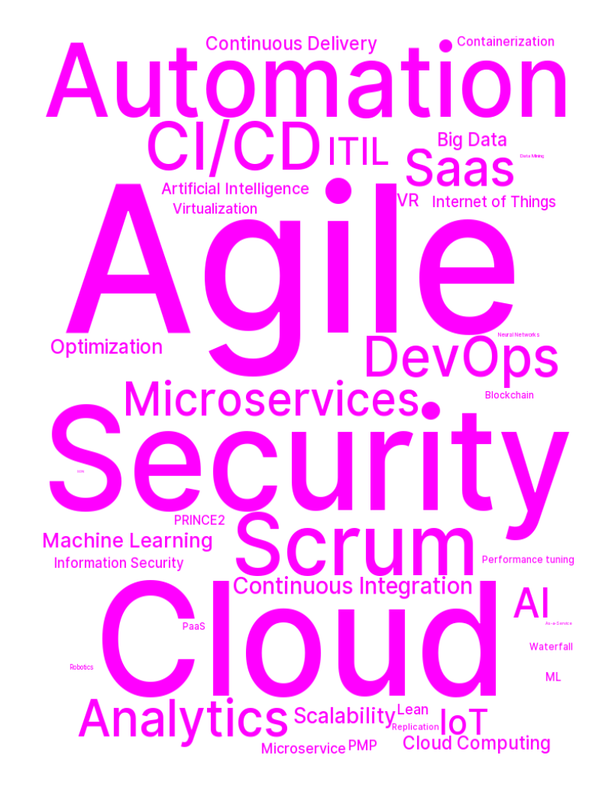 Continuous Delivery
Containerization
Automation
CI/CD
ITIL
Big Data
Saas
Data Mining
Artificial Intelligence
VR
Internet of Things
Virtualization
Agile
Neural Networks
Optimization
DevOps
Microservices
Blockchain
Security
PRINCE2
Scrum
Machine Learning
Information Security
Performance tuning
Continuous Integration
Cloud
AI
PaaS
As-a-Service
Waterfall
Robotics
ML
Analytics
Scalability
Lean
Replication
IoT
Microservice
PMP
Cloud Computing